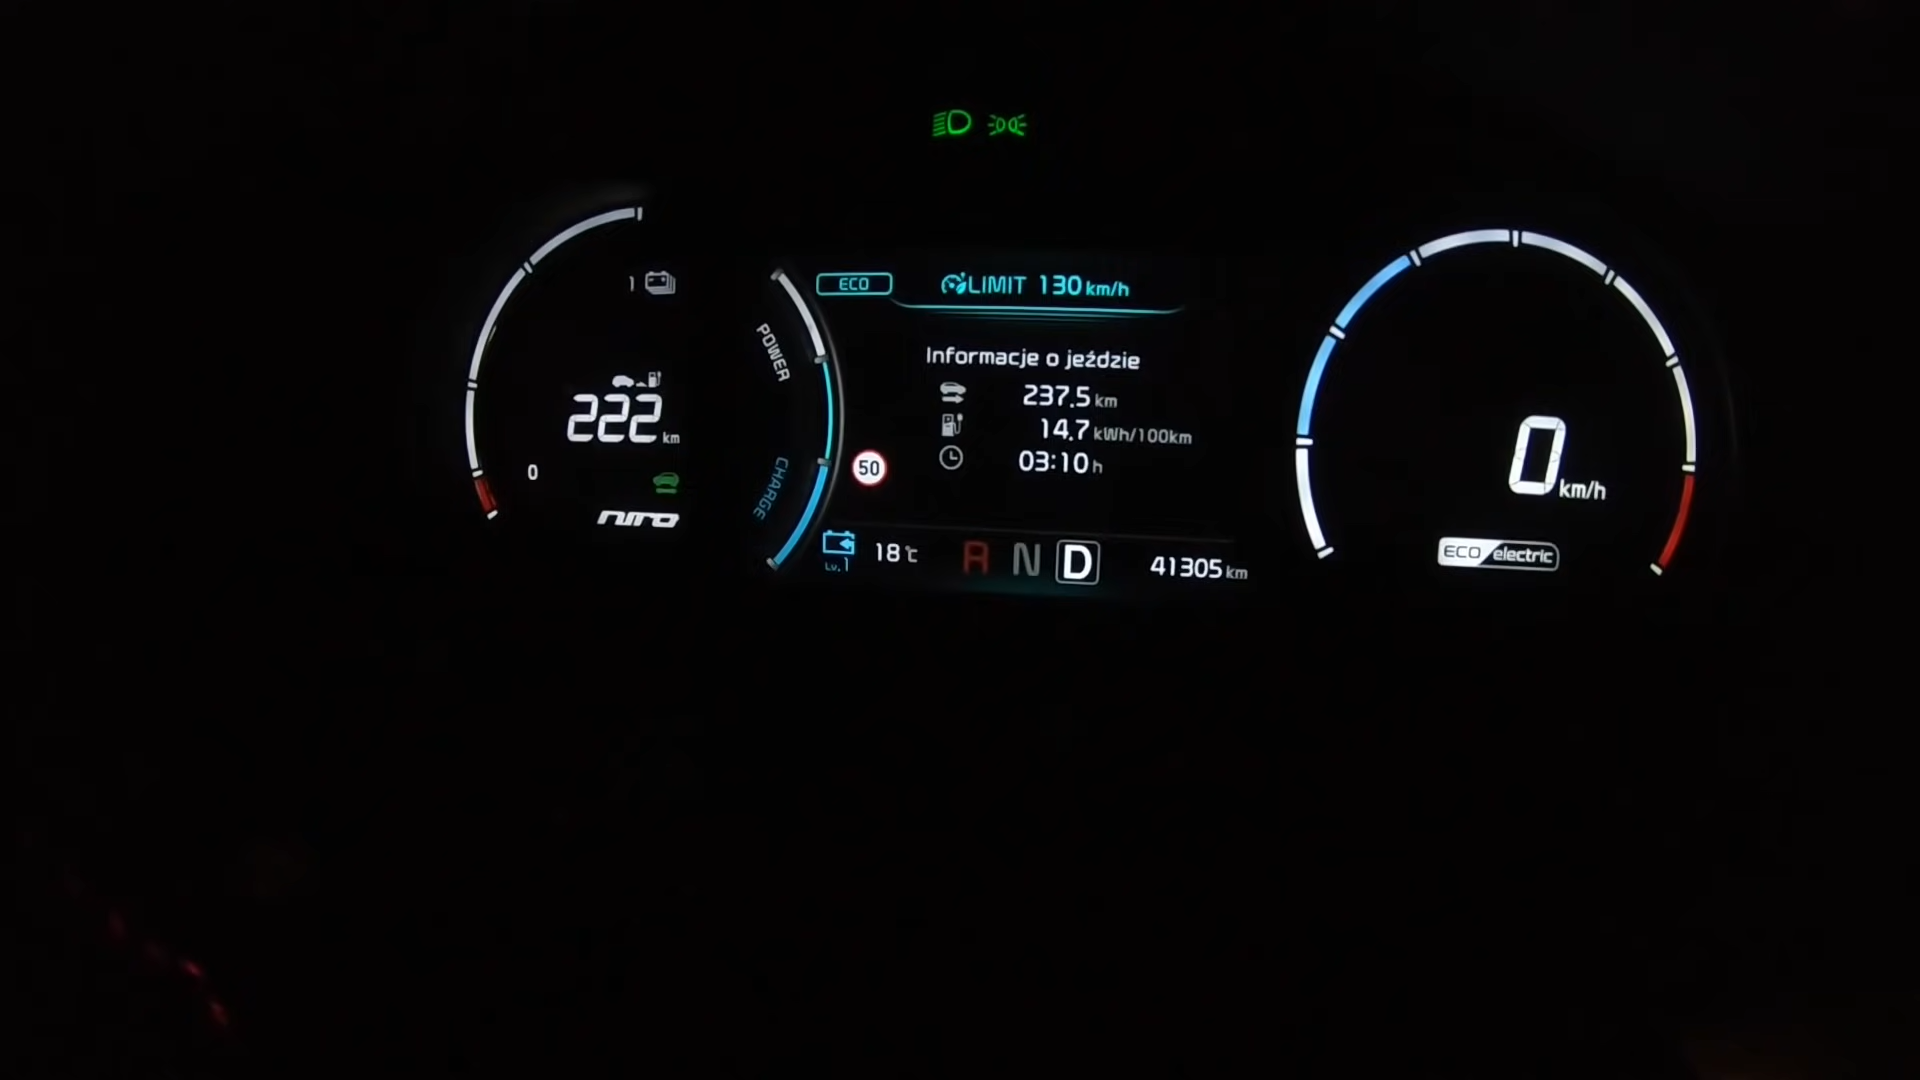 1
LIMIT 130 km/h
ECO
POWER
Informacje o jeździe
237.5 km
222 km
14.7 kWh/100km
03:10 h
50
0
0 km/h
CHARGE
NIRO
Lv.1
18℃
R N D
41305 km
ECO electric